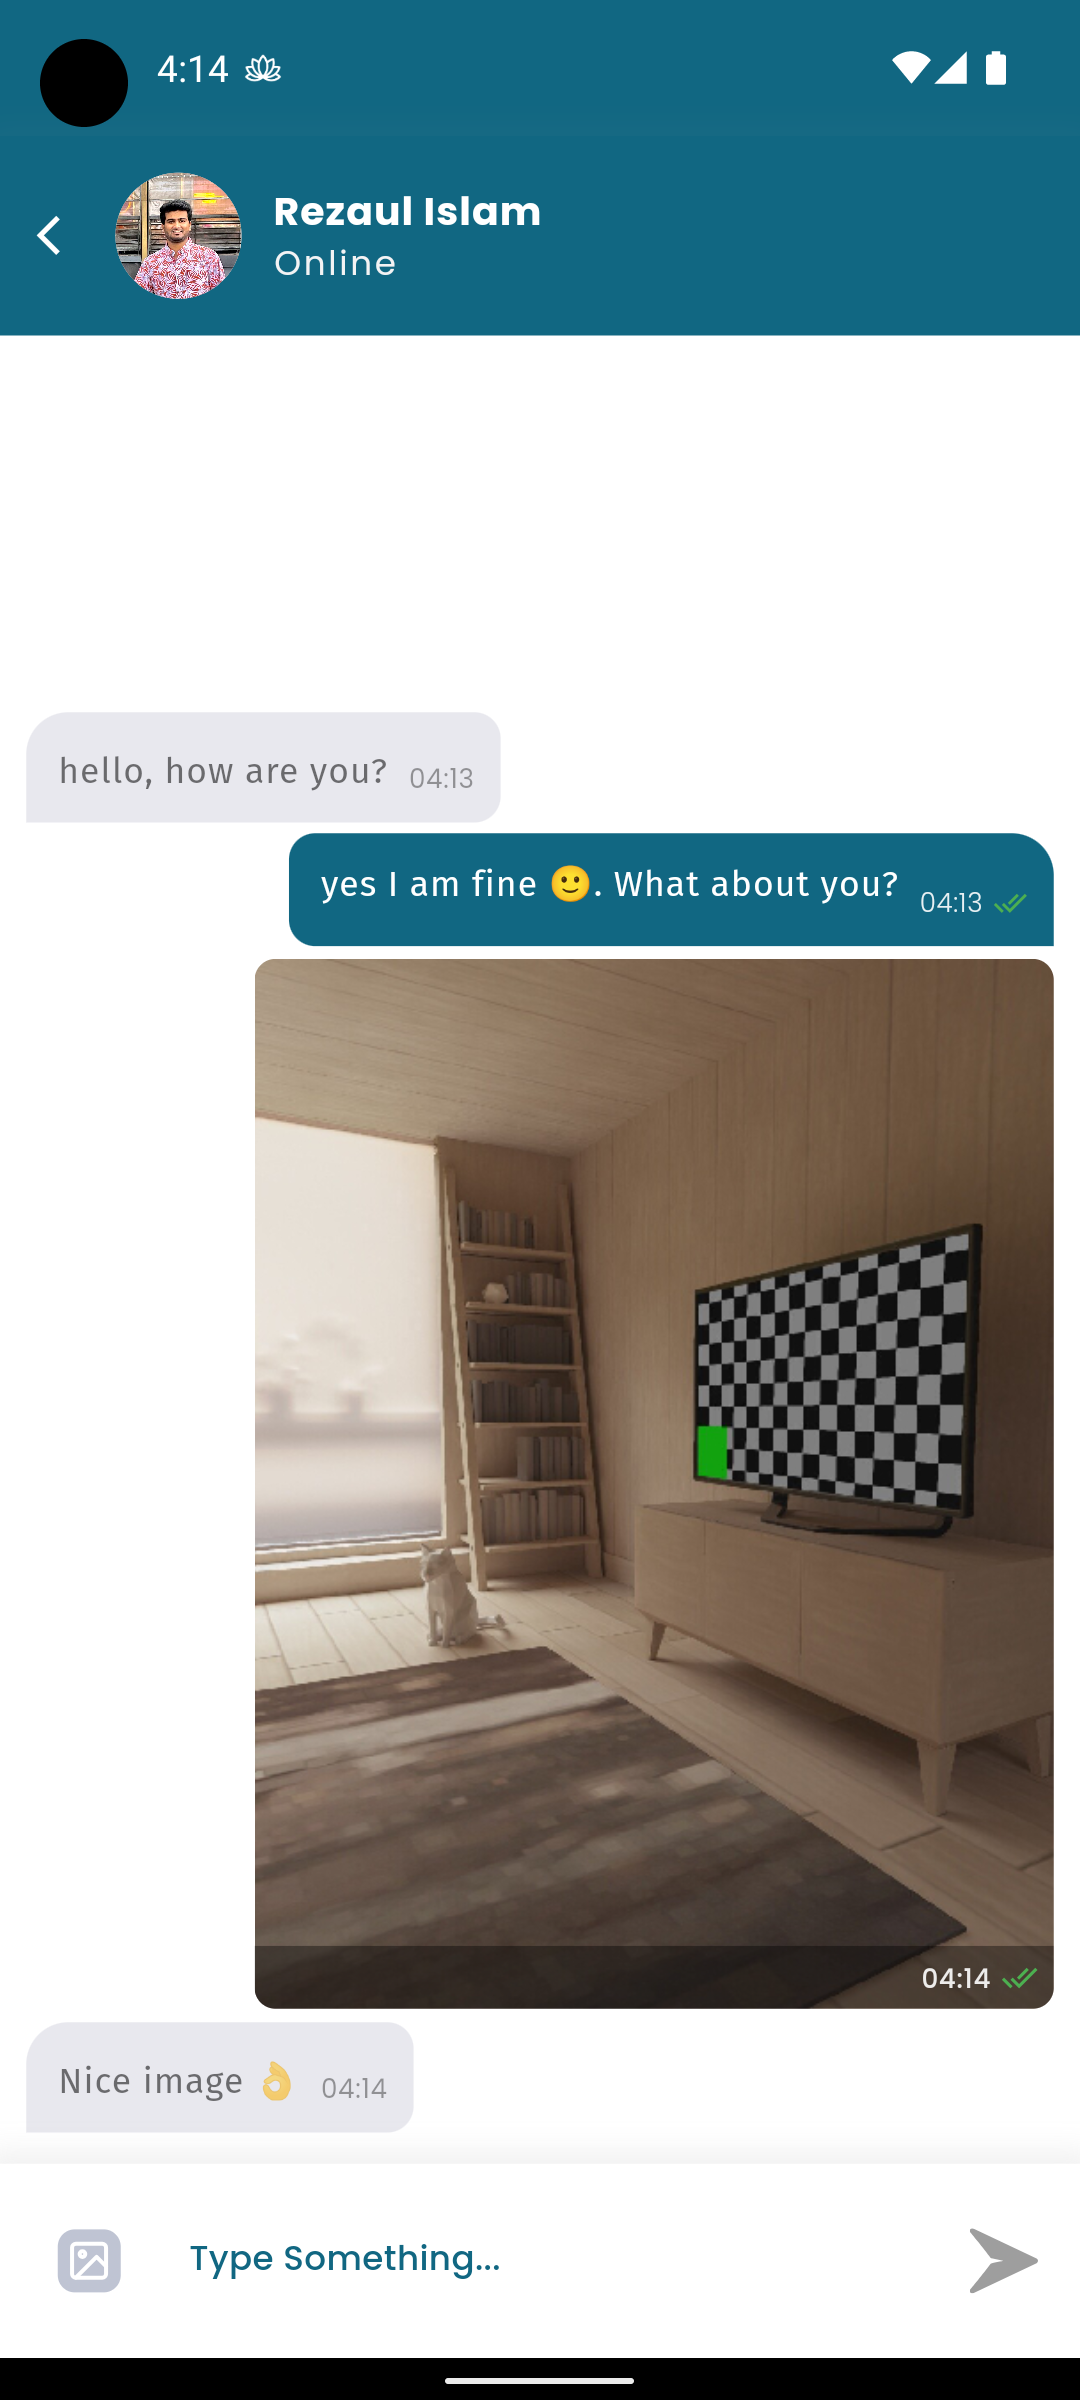 4:14
Rezaul Islam
Online
hello, how are you? 04:13
yes I am fine 🙂. What about you? 04:13
04:14
Nice image 👌 04:14
Type Something...